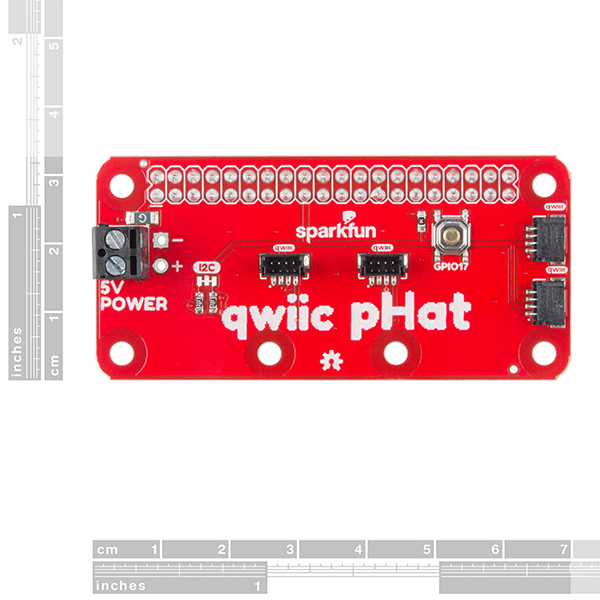 2
5
4
3
1
2
1
inches
cm
sparkfun
qwiic
qwiic
qwiic
qwiic
G
−
+
I2C
GPIO17
5V
POWER
qwiic pHat
cm 1 2 3 4 5 6 7
inches 1